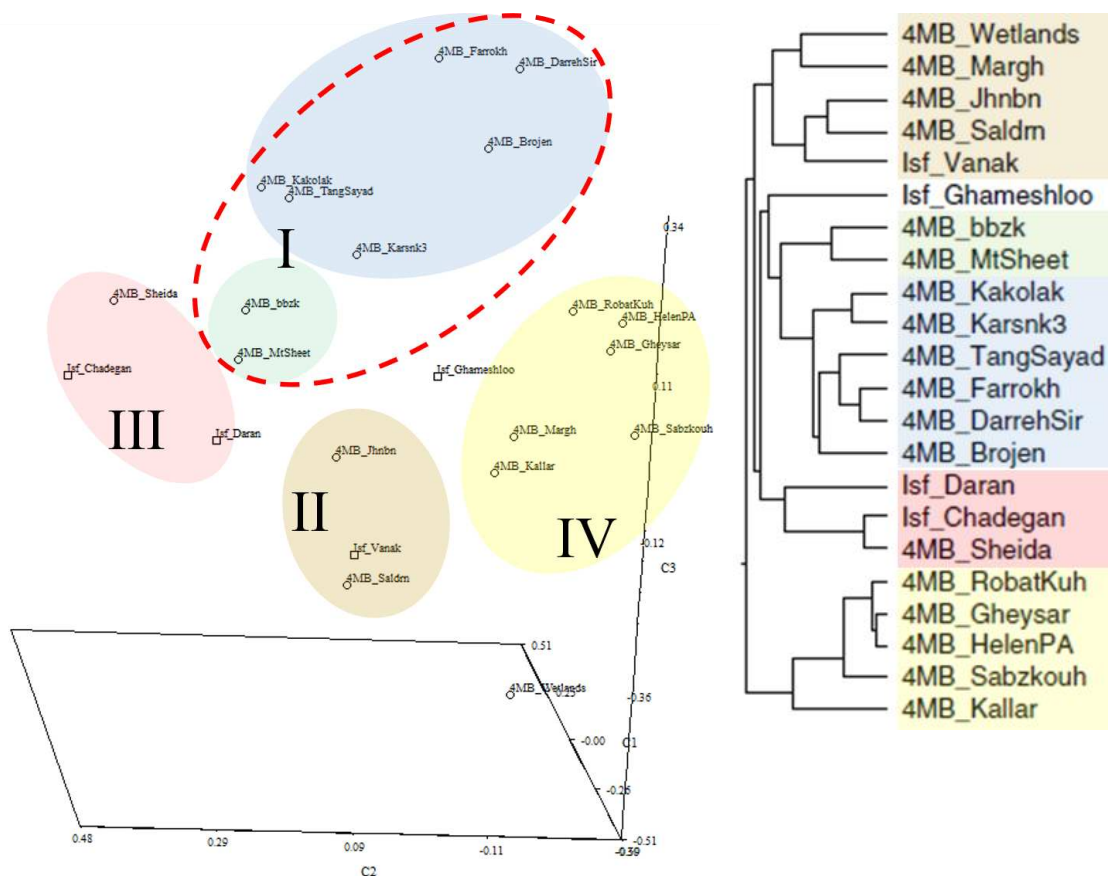 4MB_Farrokh
4MB_DarrehSir
4MB_Brojen
4MB_Kakolak
4MB_TangSayad
I
4MB_Karsnk3
0.34
4MB_Sheida
4MB_bbzk
4MB_RobatKuh
4MB_HelenPA
4MB_Gheysar
4MB_MtSheet
Isf_Chadegan
Isf_Ghameshloo
0.11
III
Isf_Daran
4MB_Margh
4MB_Sabzkouh
4MB_Jhnbn
4MB_Kallar
II
IV
-0.12
Isf_Vanak
C3
4MB_Saldrn
0.51
4MB_Wetlands
0.25
-0.36
-0.00
C1
-0.26
-0.51
0.48
0.29
0.09
-0.11
C2
4MB_Wetlands
4MB_Margh
4MB_Jhnbn
4MB_Saldrn
Isf_Vanak
Isf_Ghameshloo
4MB_bbzk
4MB_MtSheet
4MB_Kakolak
4MB_Karsnk3
4MB_TangSayad
4MB_Farrokh
4MB_DarrehSir
4MB_Brojen
Isf_Daran
Isf_Chadegan
4MB_Sheida
4MB_RobatKuh
4MB_Gheysar
4MB_HelenPA
4MB_Sabzkouh
4MB_Kallar